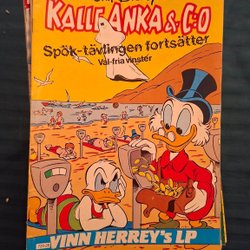 KALLE ANKA & C:O
Spök-tävlingen fortsätter
Val-fria vinster
VINN HERREY's LP